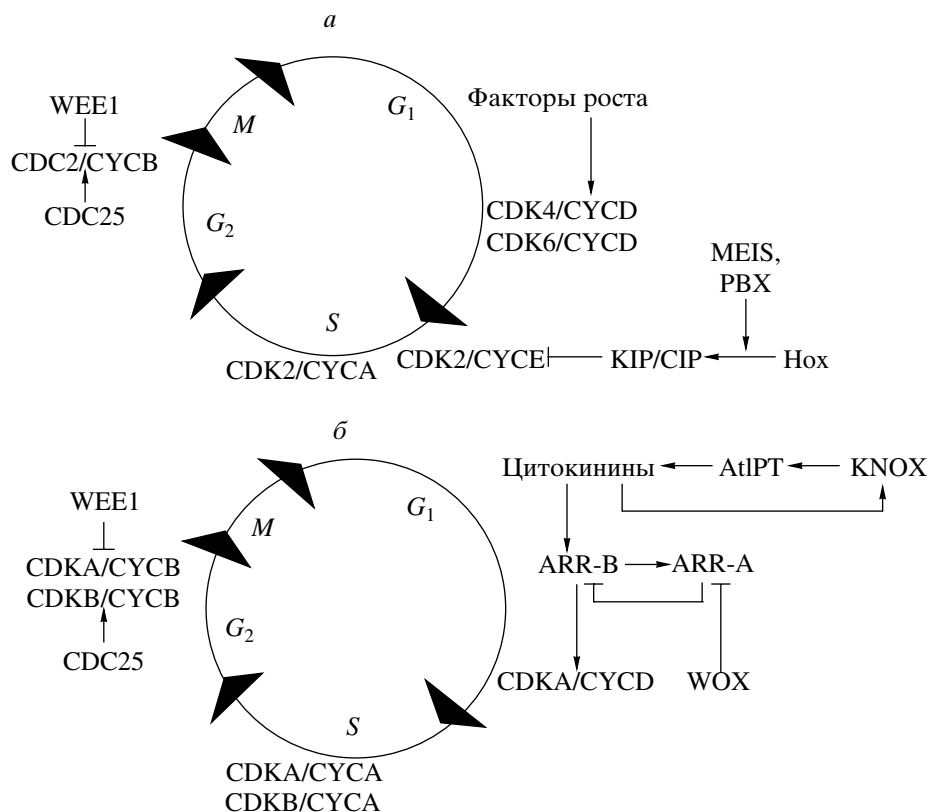 а
WEE1
M
G1
Факторы роста
CDC2/CYCB
CDC25
G2
CDK4/CYCD
CDK6/CYCD
MEIS,
PBX
S
CDK2/CYCA
CDK2/CYCE
KIP/CIP
Hox
б
Цитокинины
AtlPT
KNOX
WEE1
M
G1
CDKA/CYCB
CDKB/CYCB
ARR-B
ARR-A
G2
CDC25
CDKA/CYCD
WOX
S
CDKA/CYCA
CDKB/CYCA